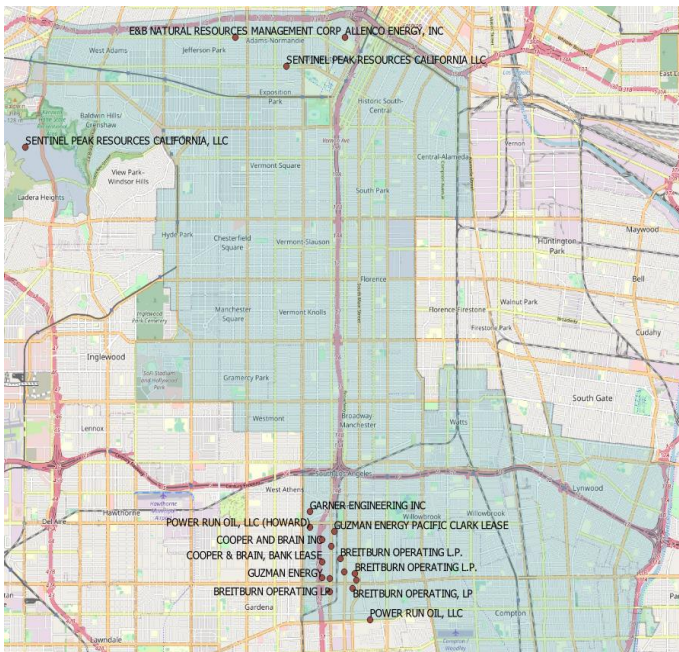 E&B NATURAL RESOURCES MANAGEMENT CORP
ALLENCO ENERGY, INC
West Adams
Jefferson Park
Adams-Normandie
SENTINEL PEAK RESOURCES CALIFORNIA LLC
East L
Exposition
Park
Historic South-
Central
Baldwin Hills/
Crenshaw
SENTINEL PEAK RESOURCES CALIFORNIA, LLC
Vernon
Central-Alameda
View Park-
Windsor Hills
Vermont Square
South Park
Ladera Heights
Hyde Park
Chesterfield
Square
Vermont-Slauson
Huntington
Park
Maywood
Bell
Florence
Manchester
Square
Vermont Knolls
Florence-Firestone
Walnut Park
Firestone Park
Cudahy
Inglewood
Gramercy Park
South Gate
Westmont
Broadway
Manchester
Watts
Lennox
South Los Angeles
West Athens
Lynwood
Hawthorne
Del Aire
GARNER ENGINEERING INC
Willowbrook
Willowbrook
POWER RUN OIL, LLC (HOWARD)
GUZMAN ENERGY PACIFIC CLARK LEASE
COOPER AND BRAIN INC
COOPER & BRAIN, BANK LEASE
BREITBURN OPERATING L.P.
GUZMAN ENERGY
BREITBURN OPERATING L.P.
BREITBURN OPERATING LP
BREITBURN OPERATING, LP
Gardena
POWER RUN OIL, LLC
Compton
Lawndale